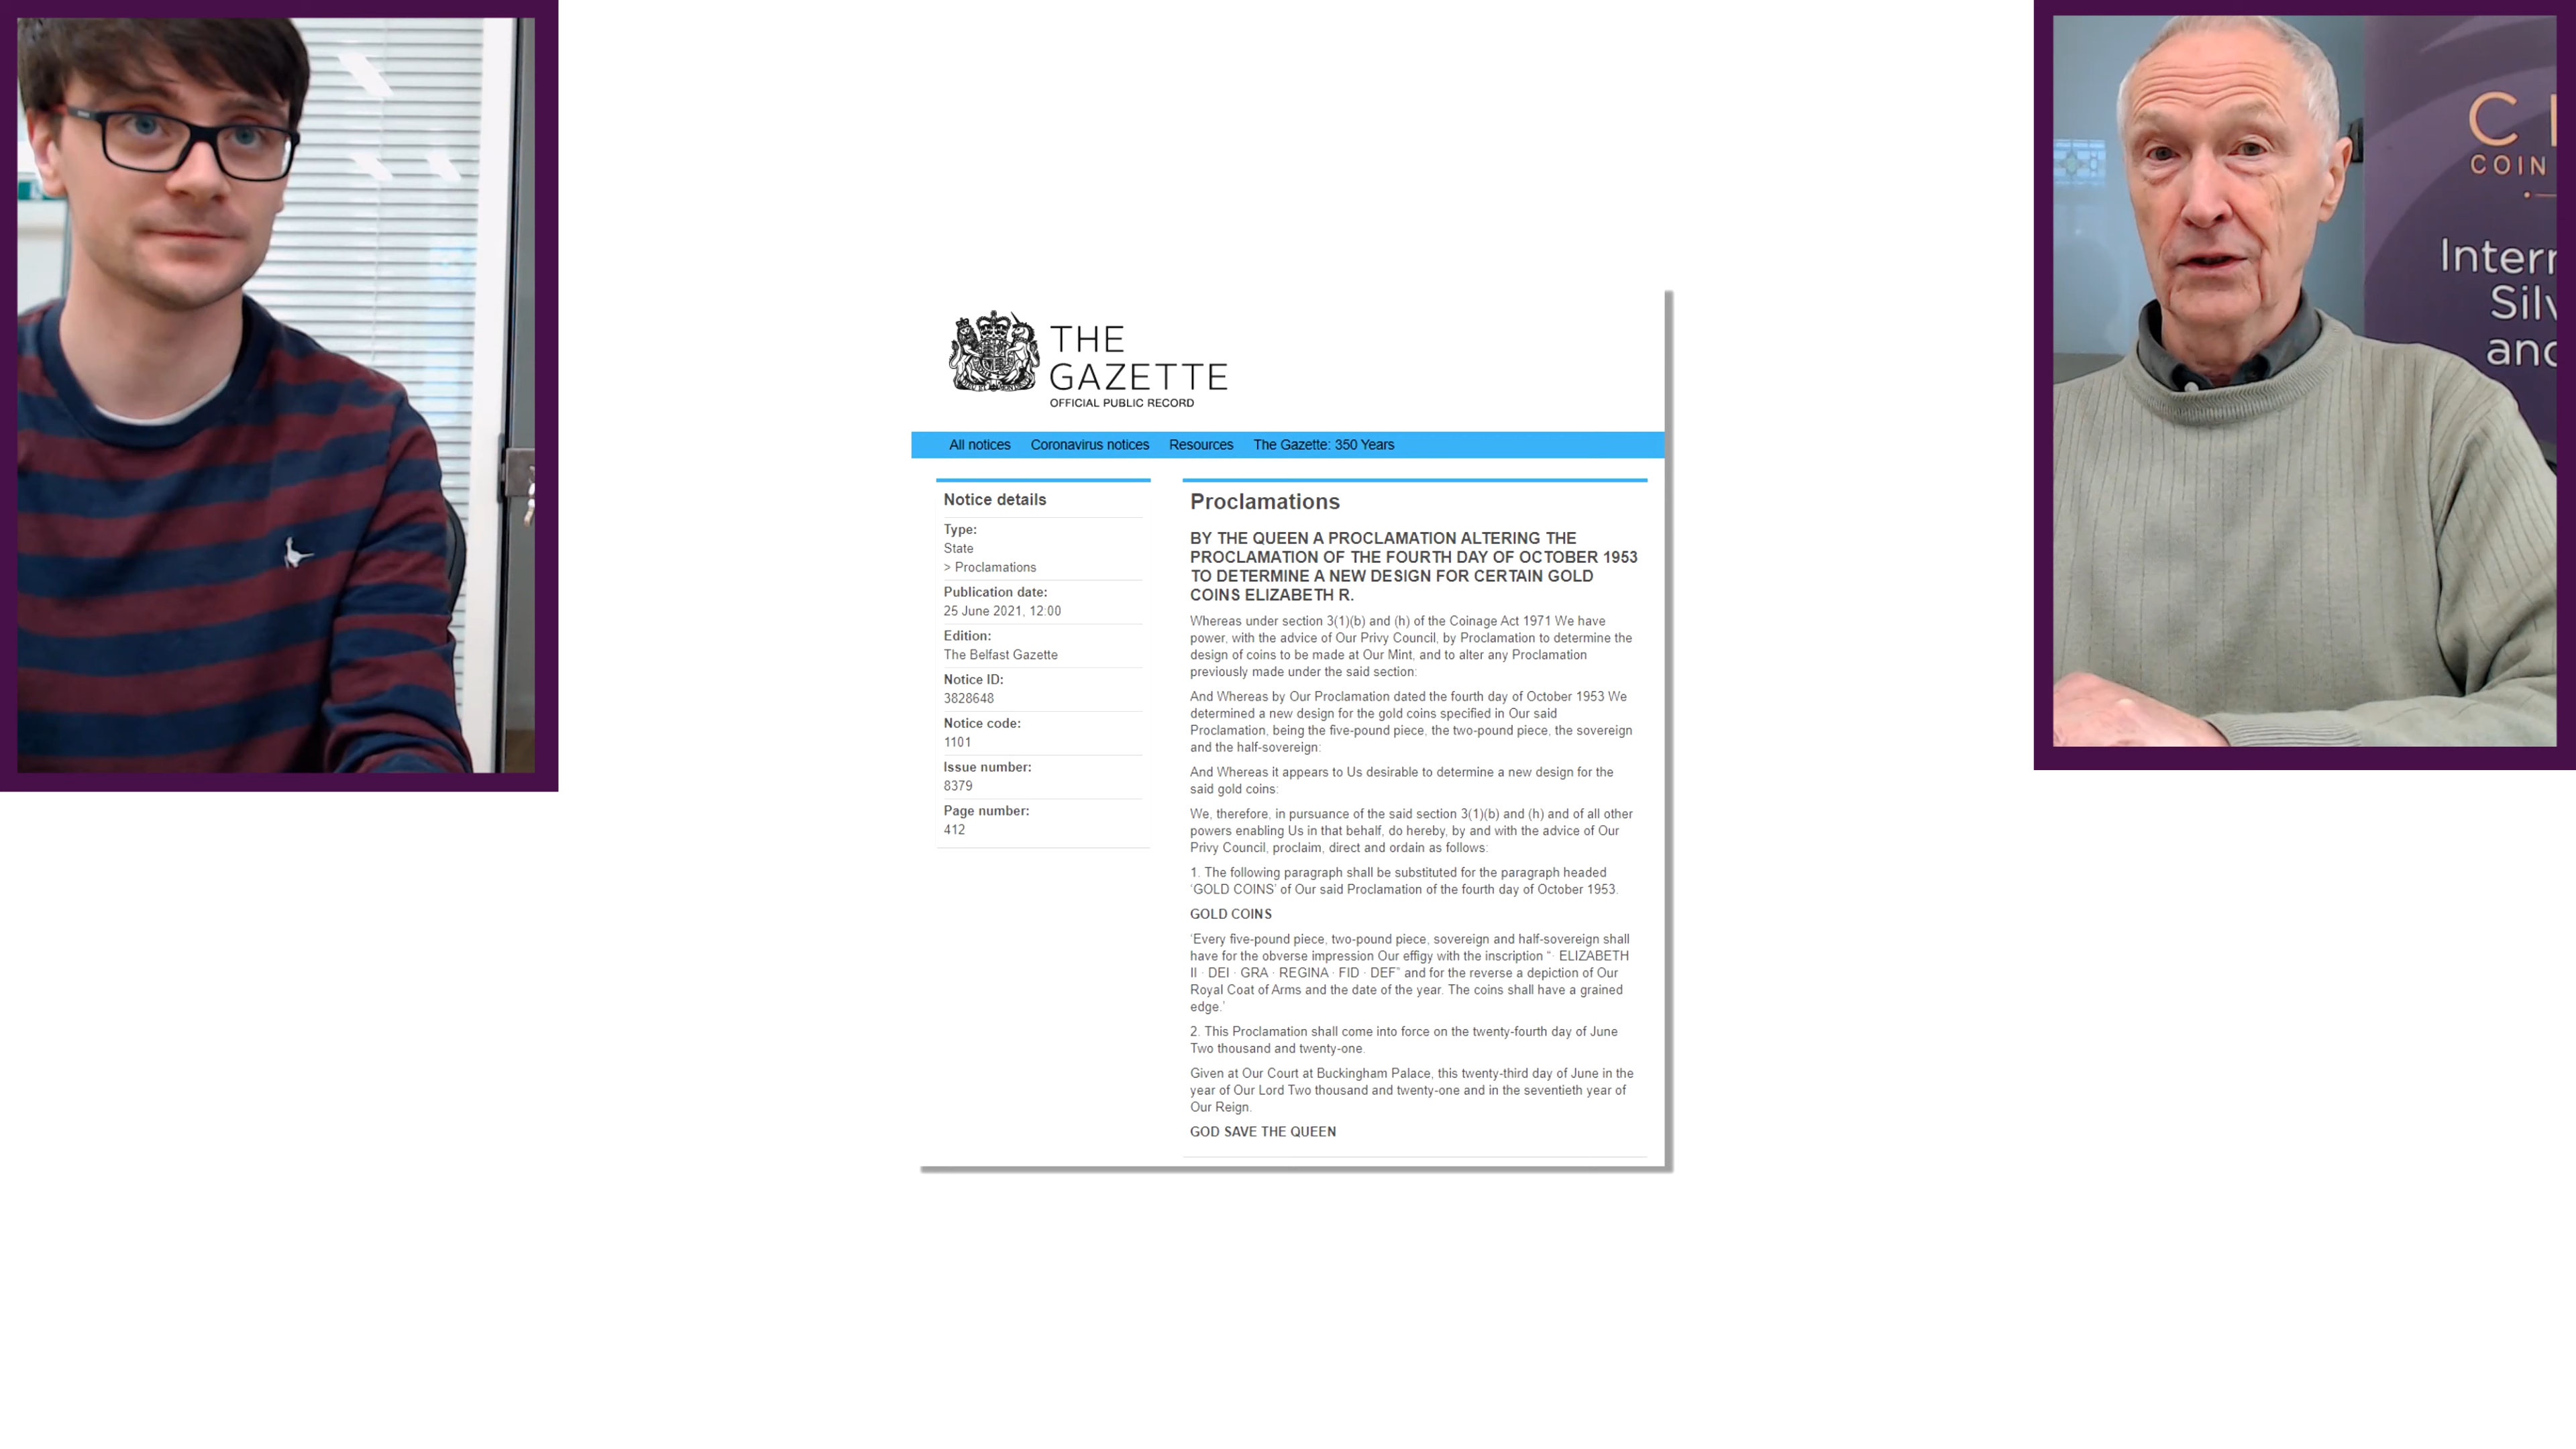 THE
GAZETTE
OFFICIAL PUBLIC RECORD
All notices Coronavirus notices Resources The Gazette: 350 Years
Notice details
Type:
State
> Proclamations
Publication date:
25 June 2021, 12:00
Edition:
The Belfast Gazette
Notice ID:
3828648
Notice code:
1101
Issue number:
8379
Page number:
412
Proclamations
BY THE QUEEN A PROCLAMATION ALTERING THE
PROCLAMATION OF THE FOURTH DAY OF OCTOBER 1953
TO DETERMINE A NEW DESIGN FOR CERTAIN GOLD
COINS ELIZABETH R.
Whereas under section 3(1)(b) and (h) of the Coinage Act 1971 We have
power, with the advice of Our Privy Council, by Proclamation to determine the
design of coins to be made at Our Mint, and to alter any Proclamation
previously made under the said section:
And Whereas by Our Proclamation dated the fourth day of October 1953 We
determined a new design for the gold coins specified in Our said
Proclamation, being the five-pound piece, the two-pound piece, the sovereign
and the half-sovereign:
And Whereas it appears to Us desirable to determine a new design for the
said gold coins:
We, therefore, in pursuance of the said section 3(1)(b) and (h) and of all other
powers enabling Us in that behalf, do hereby, by and with the advice of Our
Privy Council, proclaim, direct and ordain as follows:
1. The following paragraph shall be substituted for the paragraph headed
‘GOLD COINS’ of Our said Proclamation of the fourth day of October 1953.
GOLD COINS
‘Every five-pound piece, two-pound piece, sovereign and half-sovereign shall
have for the obverse impression Our effigy with the inscription “· ELIZABETH
II · DEI · GRA · REGINA · FID · DEF” and for the reverse a depiction of Our
Royal Coat of Arms and the date of the year. The coins shall have a grained
edge.’
2. This Proclamation shall come into force on the twenty-fourth day of June
Two thousand and twenty-one.
Given at Our Court at Buckingham Palace, this twenty-third day of June in the
year of Our Lord Two thousand and twenty-one and in the seventieth year of
Our Reign.
GOD SAVE THE QUEEN
C
COIN
Intern
Silv
and